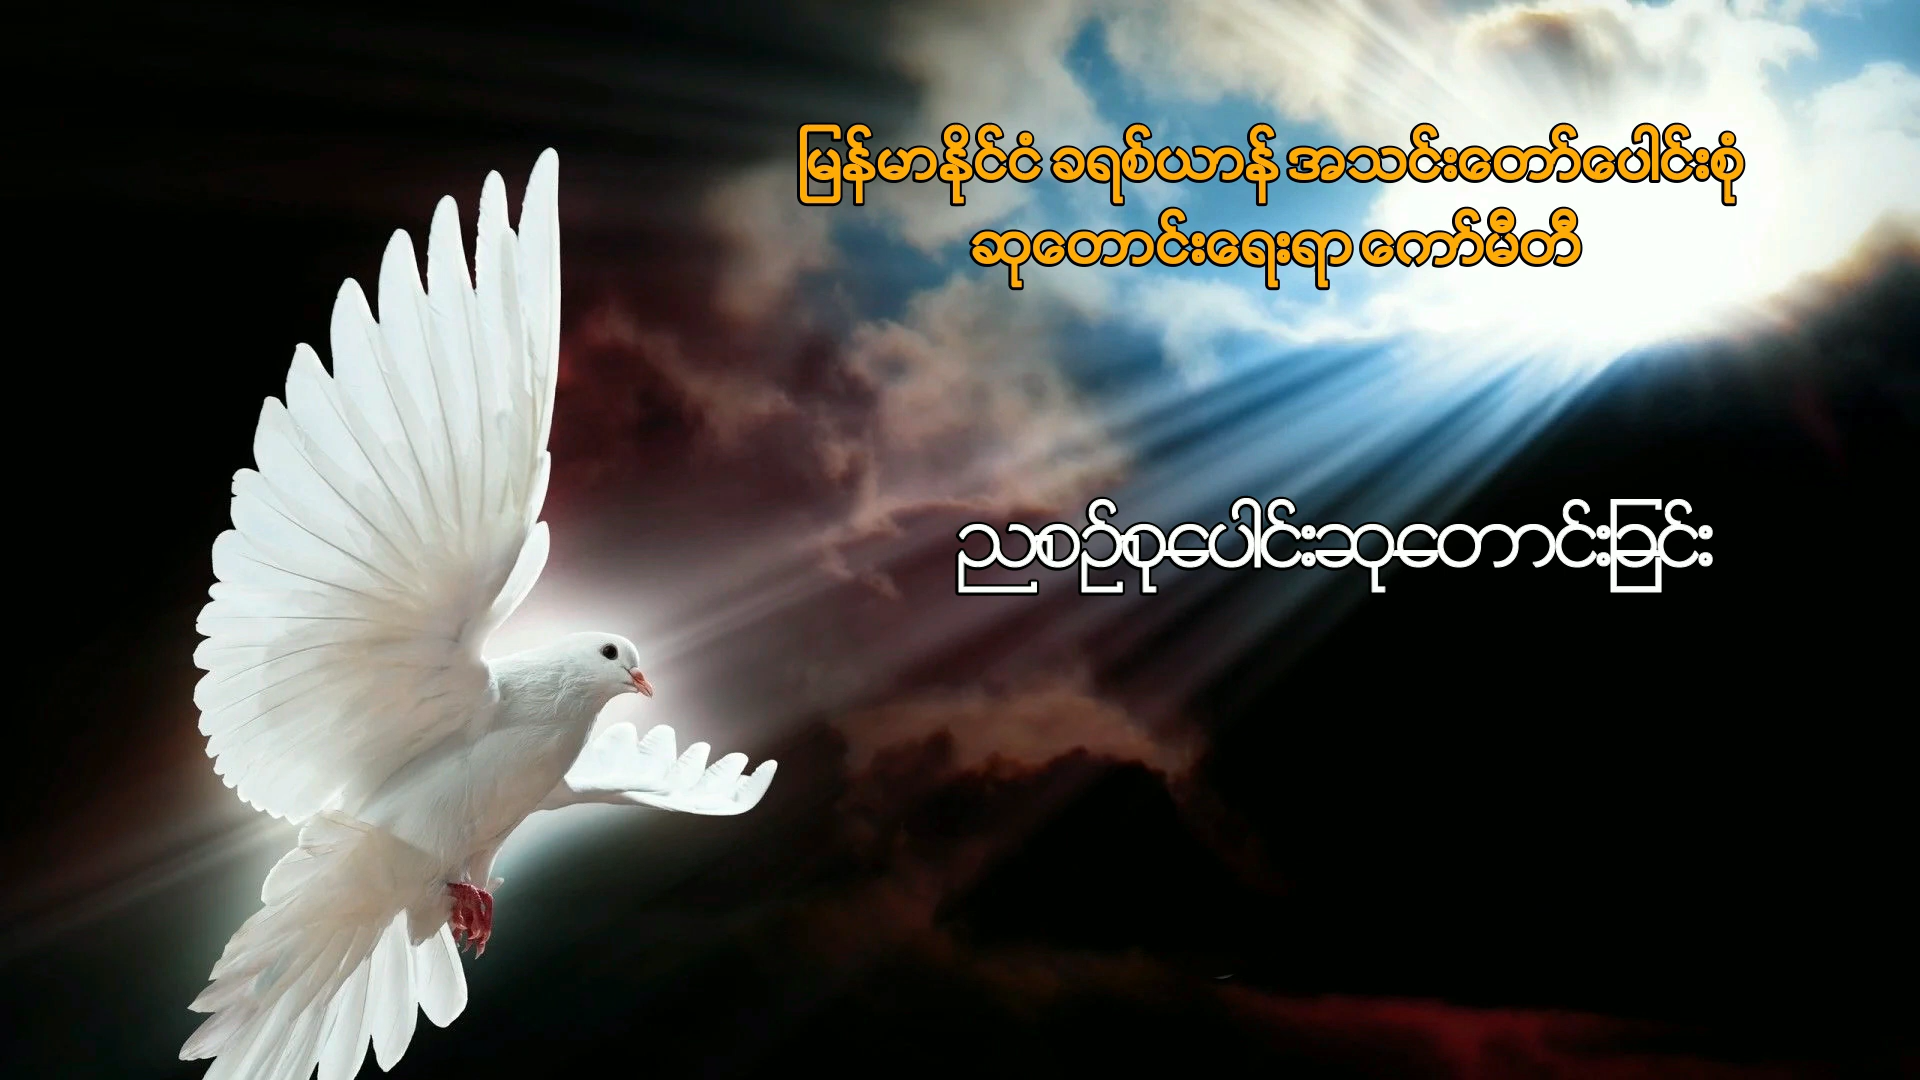 မြန်မာနိုင်ငံ ခရစ်ယာန် အသင်းတော်ပေါင်းစုံ
ဆုတောင်းရေးရာ ကော်မီတီ
ညစဉ်စုပေါင်းဆုတောင်းခြင်း